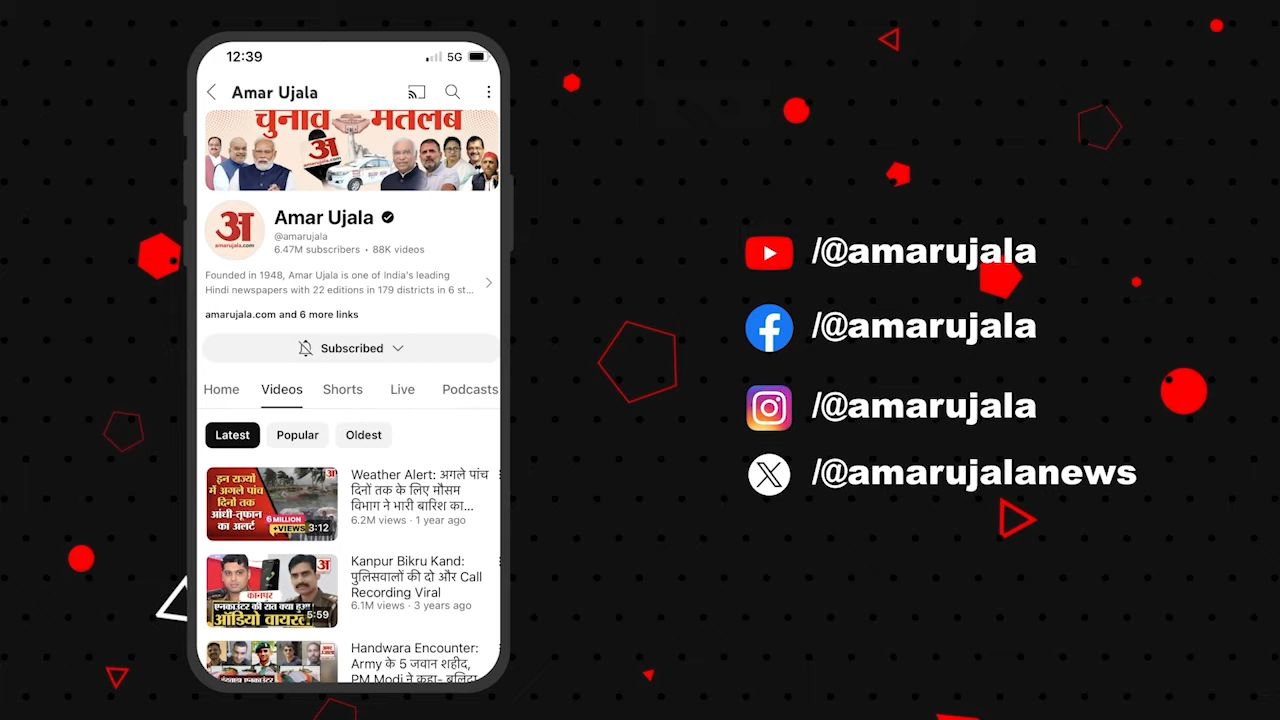 12:39
5G
Amar Ujala
चुनाव मतलब
अ
amarujala.com
अ
amarujala.com
Amar Ujala
@amarujala
6.47M subscribers • 88K videos
Founded in 1948, Amar Ujala is one of India's leading
Hindi newspapers with 22 editions in 179 districts in 6 st...
amarujala.com and 6 more links
Subscribed
Home Videos Shorts Live Podcasts
Latest Popular Oldest
इन राज्यों
में अगले पांच
दिनों तक
आंधी-तूफान
का अलर्ट
अ
6 MILLION
+VIEWS
3:12
Weather Alert: अगले पांच
दिनों तक के लिए मौसम
विभाग ने भारी बारिश का...
6.2M views · 1 year ago
अ
कानपुर
एनकाउंटर की रात क्या हुआ
ऑडियो वायरल
5:59
Kanpur Bikru Kand:
पुलिसवालों की दो और Call
Recording Viral
6.1M views · 3 years ago
Handwara Encounter:
Army के 5 जवान शहीद,
PM Modi ने कहा- बलिदा
/@amarujala
/@amarujala
/@amarujala
/@amarujalanews